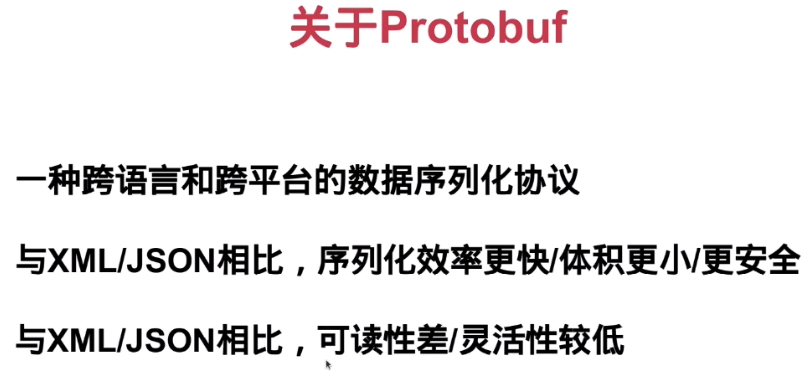 关于Protobuf
一种跨语言和跨平台的数据序列化协议
与XML/JSON相比，序列化效率更快/体积更小/更安全
与XML/JSON相比，可读性差/灵活性较低